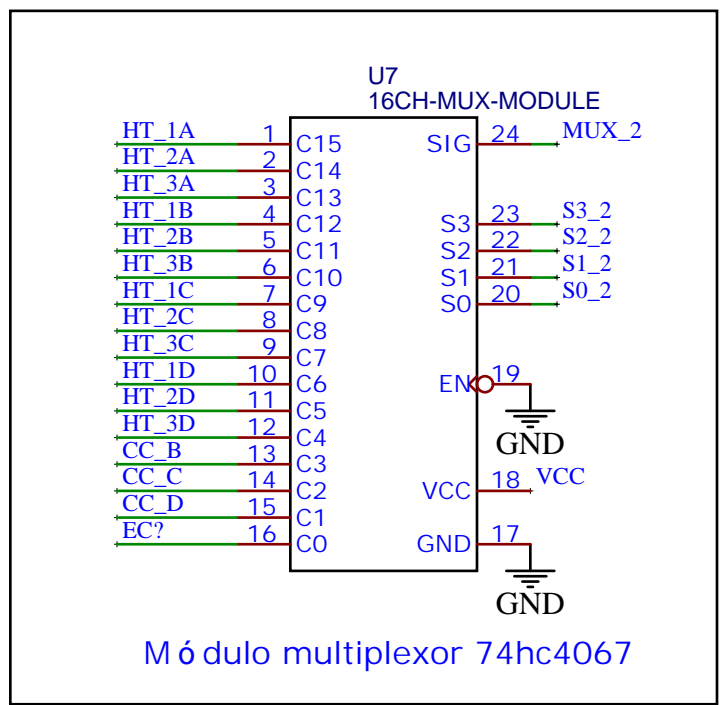 U7
16CH-MUX-MODULE
HT_1A 1 C15 SIG 24 MUX_2
HT_2A 2 C14
HT_3A 3 C13
HT_1B 4 C12 S3 23 S3_2
HT_2B 5 C11 S2 22 S2_2
HT_3B 6 C10 S1 21 S1_2
HT_1C 7 C9 S0 20 S0_2
HT_2C 8 C8
HT_3C 9 C7
HT_1D 10 C6 EN 19
HT_2D 11 C5
HT_3D 12 C4 GND
CC_B 13 C3
CC_C 14 C2 VCC 18 VCC
CC_D 15 C1
EC? 16 C0 GND 17
GND
Módulo multiplexor 74hc4067